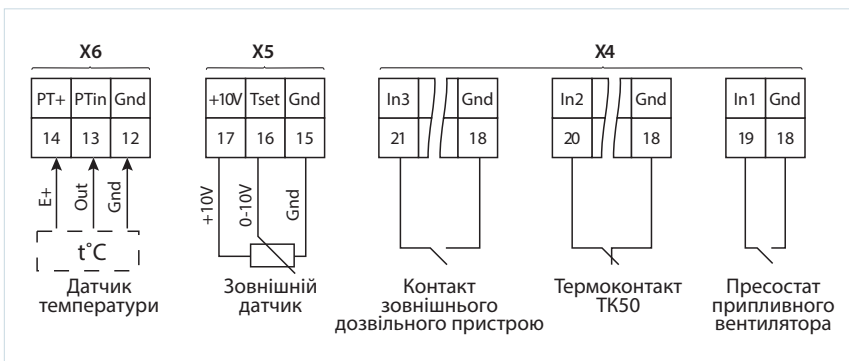 X6
X5
X4
PT+ PTin Gnd
14 13 12
+10V Tset Gnd
17 16 15
In3 Gnd
21 18
In2 Gnd
20 18
In1 Gnd
19 18
E+
Out
Gnd
+10V
0-10V
Gnd
t°C
Датчик
температури
Зовнішній
датчик
Контакт
зовнішнього
дозвільного пристрою
Термоконтакт
ТК50
Пресостат
припливного
вентилятора